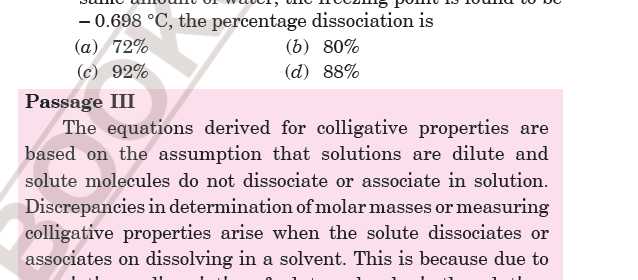 same amount of water, the freezing point is found to be
– 0.698 °C, the percentage dissociation is
(a) 72% (b) 80%
(c) 92% (d) 88%
Passage III
The equations derived for colligative properties are
based on the assumption that solutions are dilute and
solute molecules do not dissociate or associate in solution.
Discrepancies in determination of molar masses or measuring
colligative properties arise when the solute dissociates or
associates on dissolving in a solvent. This is because due to
BOOK